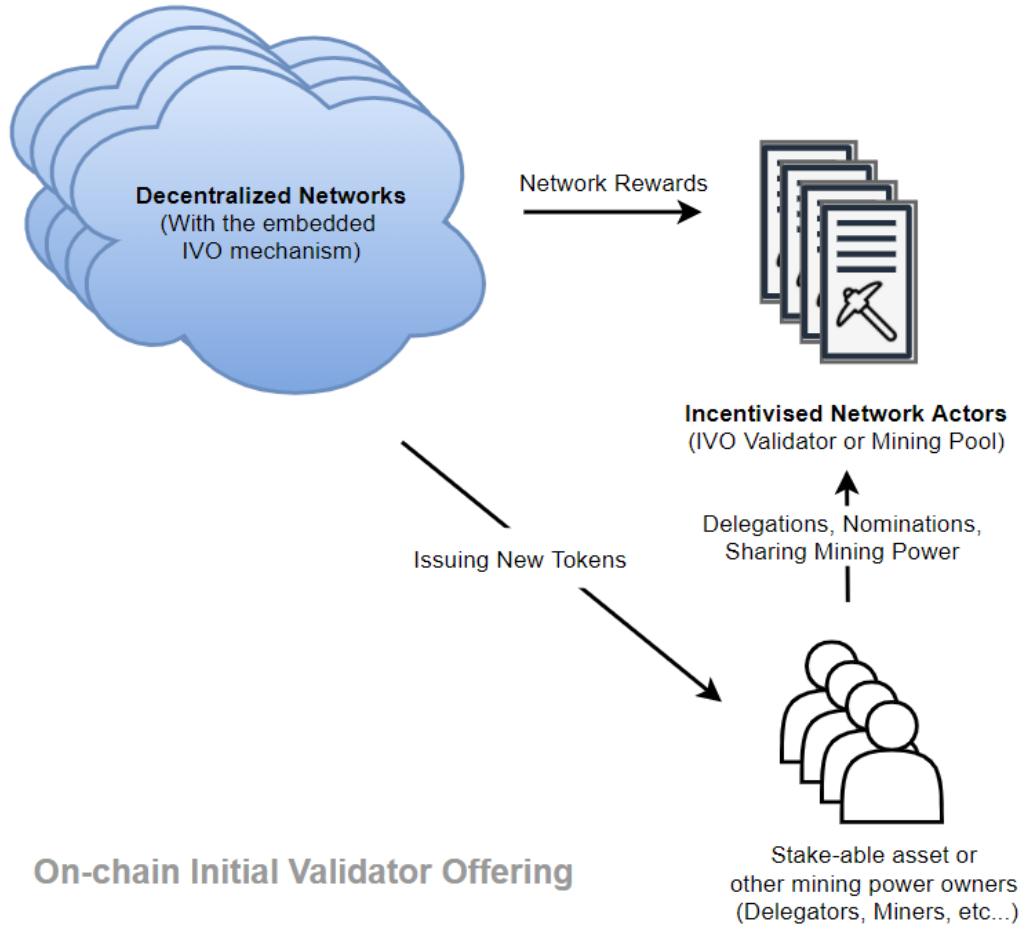 Decentralized Networks
(With the embedded
IVO mechanism)
Network Rewards
Incentivised Network Actors
(IVO Validator or Mining Pool)
Delegations, Nominations,
Sharing Mining Power
Issuing New Tokens
Stake-able asset or
other mining power owners
(Delegators, Miners, etc...)
On-chain Initial Validator Offering